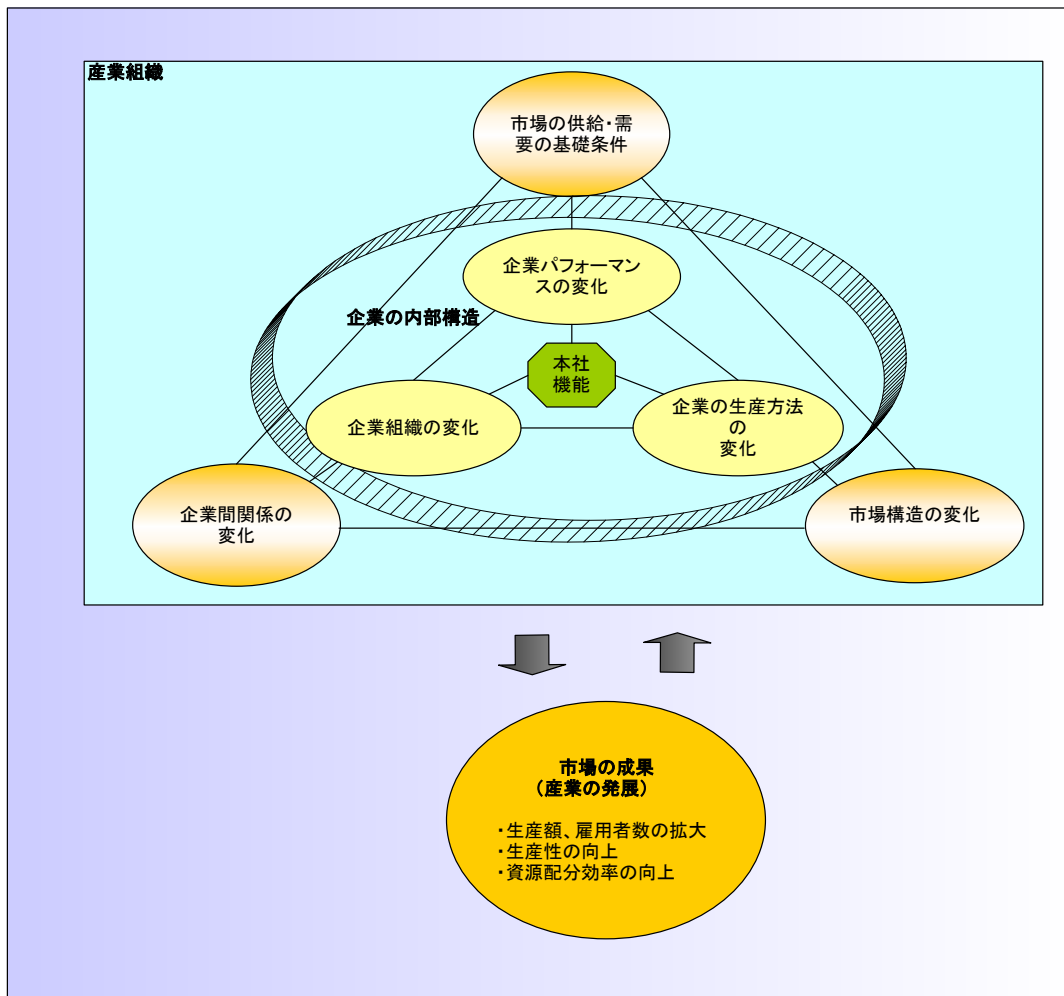 産業組織
市場の供給・需
要の基礎条件
企業パフォーマン
スの変化
企業の内部構造
本社
機能
企業組織の変化
企業の生産方法
の
変化
企業間関係の
変化
市場構造の変化
市場の成果
（産業の発展）
・生産額、雇用者数の拡大
・生産性の向上
・資源配分効率の向上